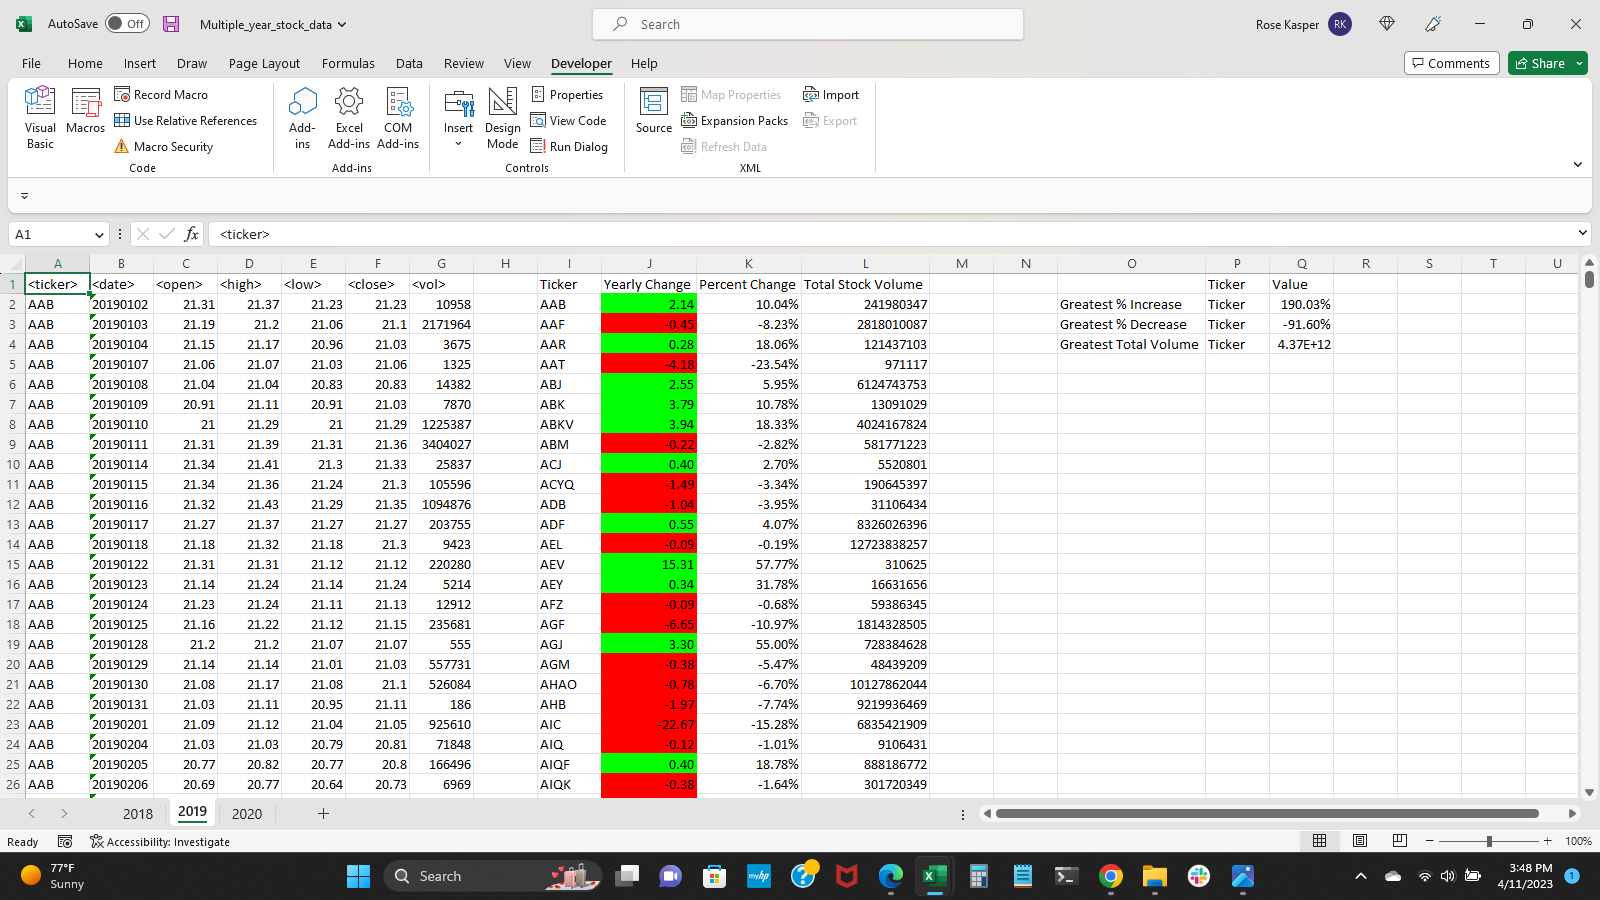 AutoSave Off Multiple_year_stock_data Search Rose Kasper RK
File Home Insert Draw Page Layout Formulas Data Review View Developer Help Comments Share
Visual Basic Macros Record Macro Use Relative References Macro Security Code
Add-ins Excel Add-ins COM Add-ins Add-ins
Insert Design Mode Properties View Code Run Dialog Controls
Source Map Properties Expansion Packs Refresh Data Import Export XML
A1 fx <ticker>
A B C D E F G H I J K L M N O P Q R S T U
1 <ticker> <date> <open> <high> <low> <close> <vol> Ticker Yearly Change Percent Change Total Stock Volume Ticker Value
2 AAB 20190102 21.31 21.37 21.23 21.23 10958 AAB 2.14 10.04% 241980347 Greatest % Increase Ticker 190.03%
3 AAB 20190103 21.19 21.2 21.06 21.1 2171964 AAF -0.45 -8.23% 2818010087 Greatest % Decrease Ticker -91.60%
4 AAB 20190104 21.15 21.17 20.96 21.03 3675 AAR 0.28 18.06% 121437103 Greatest Total Volume Ticker 4.37E+12
5 AAB 20190107 21.06 21.07 21.03 21.06 1325 AAT -4.18 -23.54% 971117
6 AAB 20190108 21.04 21.04 20.83 20.83 14382 ABJ 2.55 5.95% 6124743753
7 AAB 20190109 20.91 21.11 20.91 21.03 7870 ABK 3.79 10.78% 13091029
8 AAB 20190110 21 21.29 21 21.29 1225387 ABKV 3.94 18.33% 4024167824
9 AAB 20190111 21.31 21.39 21.31 21.36 3404027 ABM -0.22 -2.82% 581771223
10 AAB 20190114 21.34 21.41 21.3 21.33 25837 ACJ 0.40 2.70% 5520801
11 AAB 20190115 21.34 21.36 21.24 21.3 105596 ACYQ -1.49 -3.34% 190645397
12 AAB 20190116 21.32 21.43 21.29 21.35 1094876 ADB -1.04 -3.95% 31106434
13 AAB 20190117 21.27 21.37 21.27 21.27 203755 ADF 0.55 4.07% 8326026396
14 AAB 20190118 21.18 21.32 21.18 21.3 9423 AEL -0.09 -0.19% 12723838257
15 AAB 20190122 21.31 21.31 21.12 21.12 220280 AEV 15.31 57.77% 310625
16 AAB 20190123 21.14 21.24 21.14 21.24 5214 AEY 0.34 31.78% 16631656
17 AAB 20190124 21.23 21.24 21.11 21.13 12912 AFZ -0.09 -0.68% 59386345
18 AAB 20190125 21.16 21.22 21.12 21.15 235681 AGF -6.65 -10.97% 1814328505
19 AAB 20190128 21.2 21.2 21.07 21.07 555 AGJ 3.30 55.00% 728384628
20 AAB 20190129 21.14 21.14 21.01 21.03 557731 AGM -0.38 -5.47% 48439209
21 AAB 20190130 21.08 21.17 21.08 21.1 526084 AHAO -0.78 -6.70% 10127862044
22 AAB 20190131 21.03 21.11 20.95 21.11 186 AHB -1.97 -7.74% 9219936469
23 AAB 20190201 21.09 21.12 21.04 21.05 925610 AIC -22.67 -15.28% 6835421909
24 AAB 20190204 21.03 21.03 20.79 20.81 71848 AIQ -0.12 -1.01% 9106431
25 AAB 20190205 20.77 20.82 20.77 20.8 166496 AIQF 0.40 18.78% 888186772
26 AAB 20190206 20.69 20.77 20.64 20.73 6969 AIQK -0.38 -1.64% 301720349
2018 2019 2020
Ready Accessibility: Investigate 100%
77°F Search myhp 3:48 PM
Sunny 4/11/2023 1